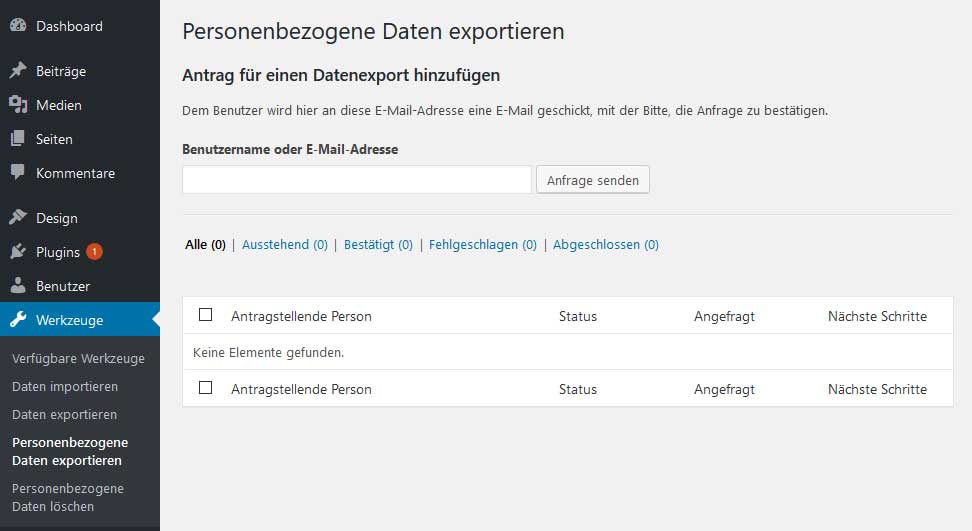 Dashboard
Beiträge
Medien
Seiten
Kommentare
Design
Plugins 1
Benutzer
Werkzeuge
Verfügbare Werkzeuge
Daten importieren
Daten exportieren
Personenbezogene
Daten exportieren
Personenbezogene
Daten löschen
Personenbezogene Daten exportieren
Antrag für einen Datenexport hinzufügen
Dem Benutzer wird hier an diese E-Mail-Adresse eine E-Mail geschickt, mit der Bitte, die Anfrage zu bestätigen.
Benutzername oder E-Mail-Adresse
Anfrage senden
Alle (0) | Ausstehend (0) | Bestätigt (0) | Fehlgeschlagen (0) | Abgeschlossen (0)
Antragstellende Person Status Angefragt Nächste Schritte
Keine Elemente gefunden.
Antragstellende Person Status Angefragt Nächste Schritte